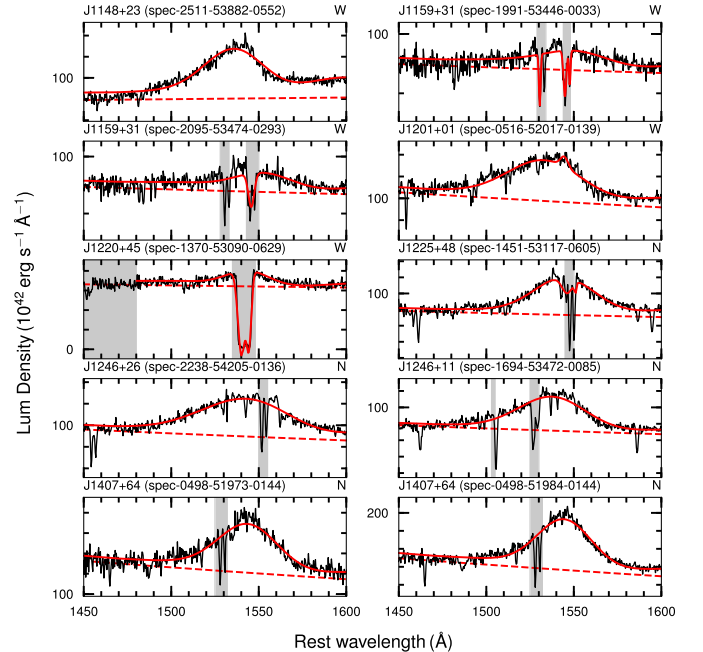 J1148+23 (spec-2511-53882-0552) W
J1159+31 (spec-1991-53446-0033) W
100
100
J1159+31 (spec-2095-53474-0293) W
J1201+01 (spec-0516-52017-0139) W
100
100
J1220+45 (spec-1370-53090-0629) W
J1225+48 (spec-1451-53117-0605) N
0
100
J1246+26 (spec-2238-54205-0136) N
J1246+11 (spec-1694-53472-0085) N
100
100
J1407+64 (spec-0498-51973-0144) N
J1407+64 (spec-0498-51984-0144) N
100
200
1450 1500 1550 1600
1450 1500 1550 1600
Lum Density (10⁴² erg s⁻¹ Å⁻¹)
Rest wavelength (Å)